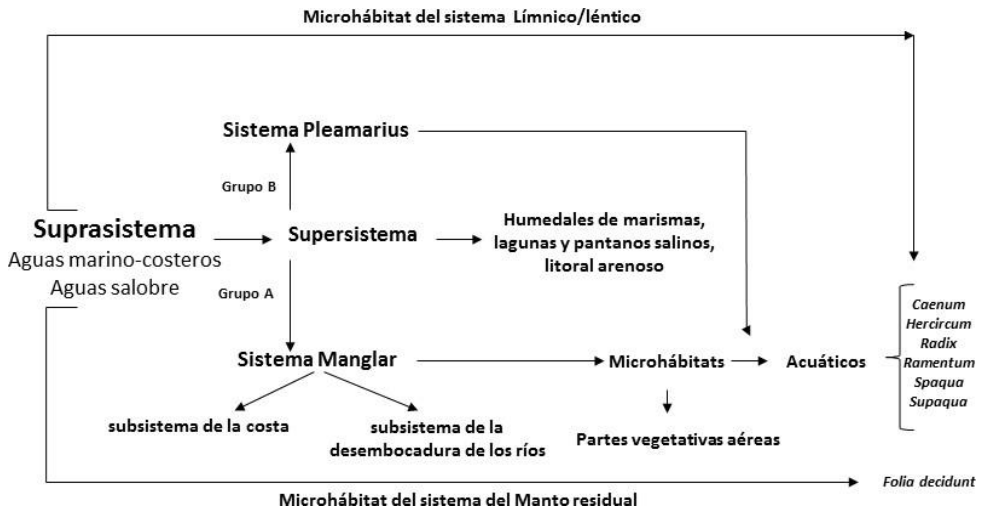 Microhábitat del sistema Límnico/léntico
Sistema Pleamarius
Grupo B
Suprasistema
Aguas marino-costeros
Aguas salobre
Supersistema
Humedales de marismas,
lagunas y pantanos salinos,
litoral arenoso
Grupo A
Sistema Manglar
Microhábitats
Acuáticos
Caenum
Hercircum
Radix
Ramentum
Spaqua
Supaqua
subsistema de la costa
subsistema de la
desembocadura de los ríos
Partes vegetativas aéreas
Folia decidunt
Microhábitat del sistema del Manto residual